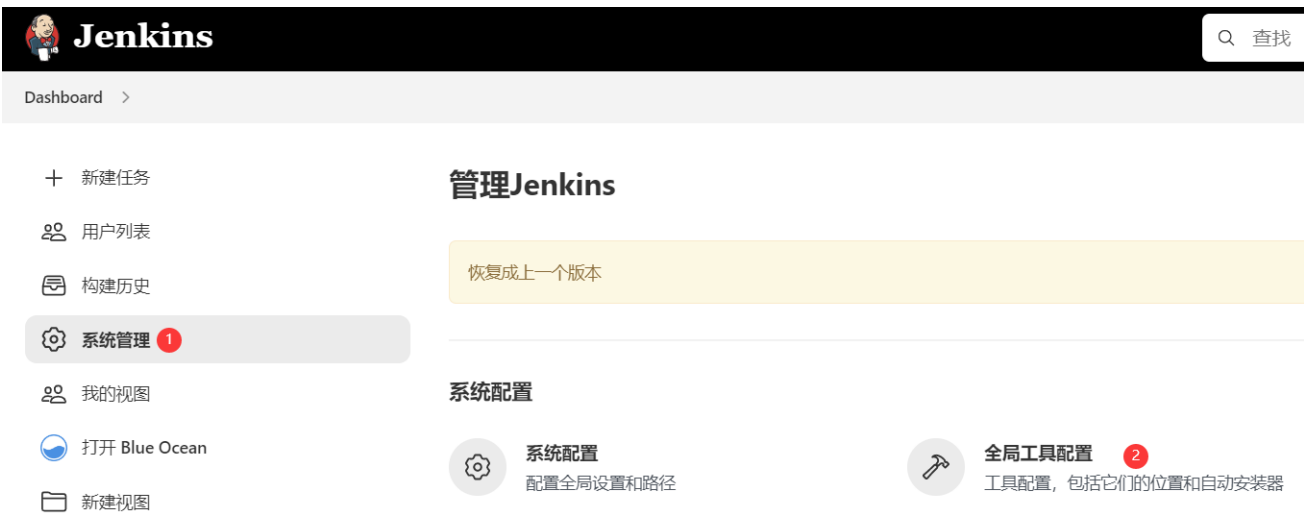 Jenkins
查找
Dashboard
新建任务
用户列表
构建历史
系统管理 1
我的视图
打开 Blue Ocean
新建视图
管理Jenkins
恢复成上一个版本
系统配置
系统配置
配置全局设置和路径
全局工具配置 2
工具配置，包括它们的位置和自动安装器